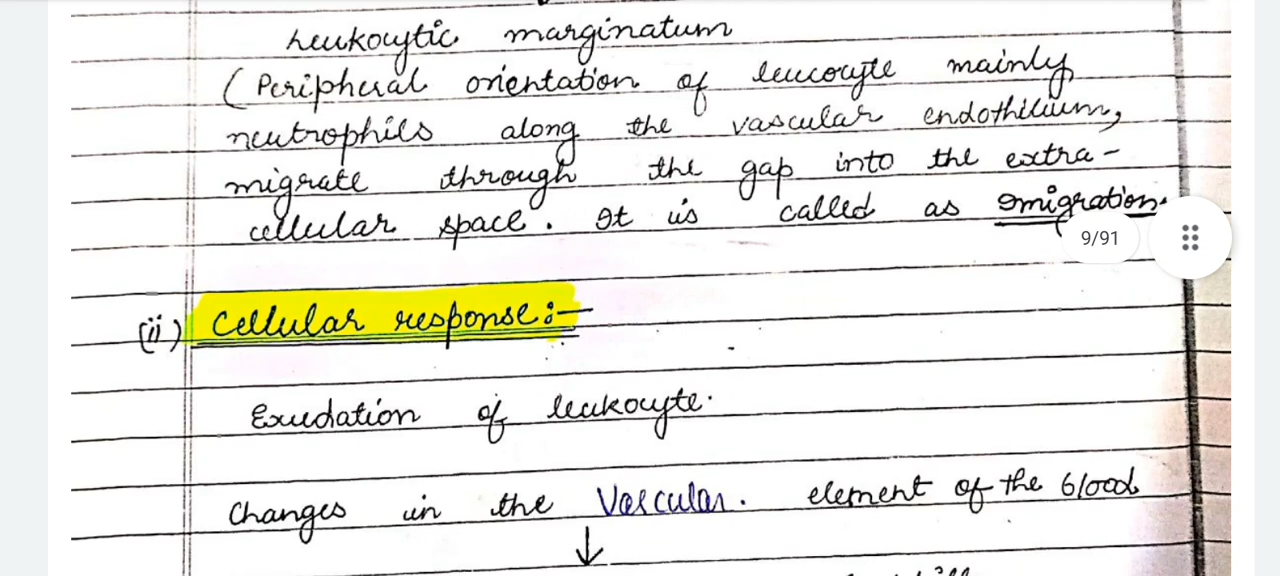 Leukocytic marginatum
(Peripheral orientation of leucocyte mainly
neutrophils along the vascular endothilium,
migrate through the gap into the extra-
cellular space. It is called as emigration.
9/91
(ii) Cellular response:-
Exudation of leukocyte.
Changes in the Vascular. element of the blood
↓